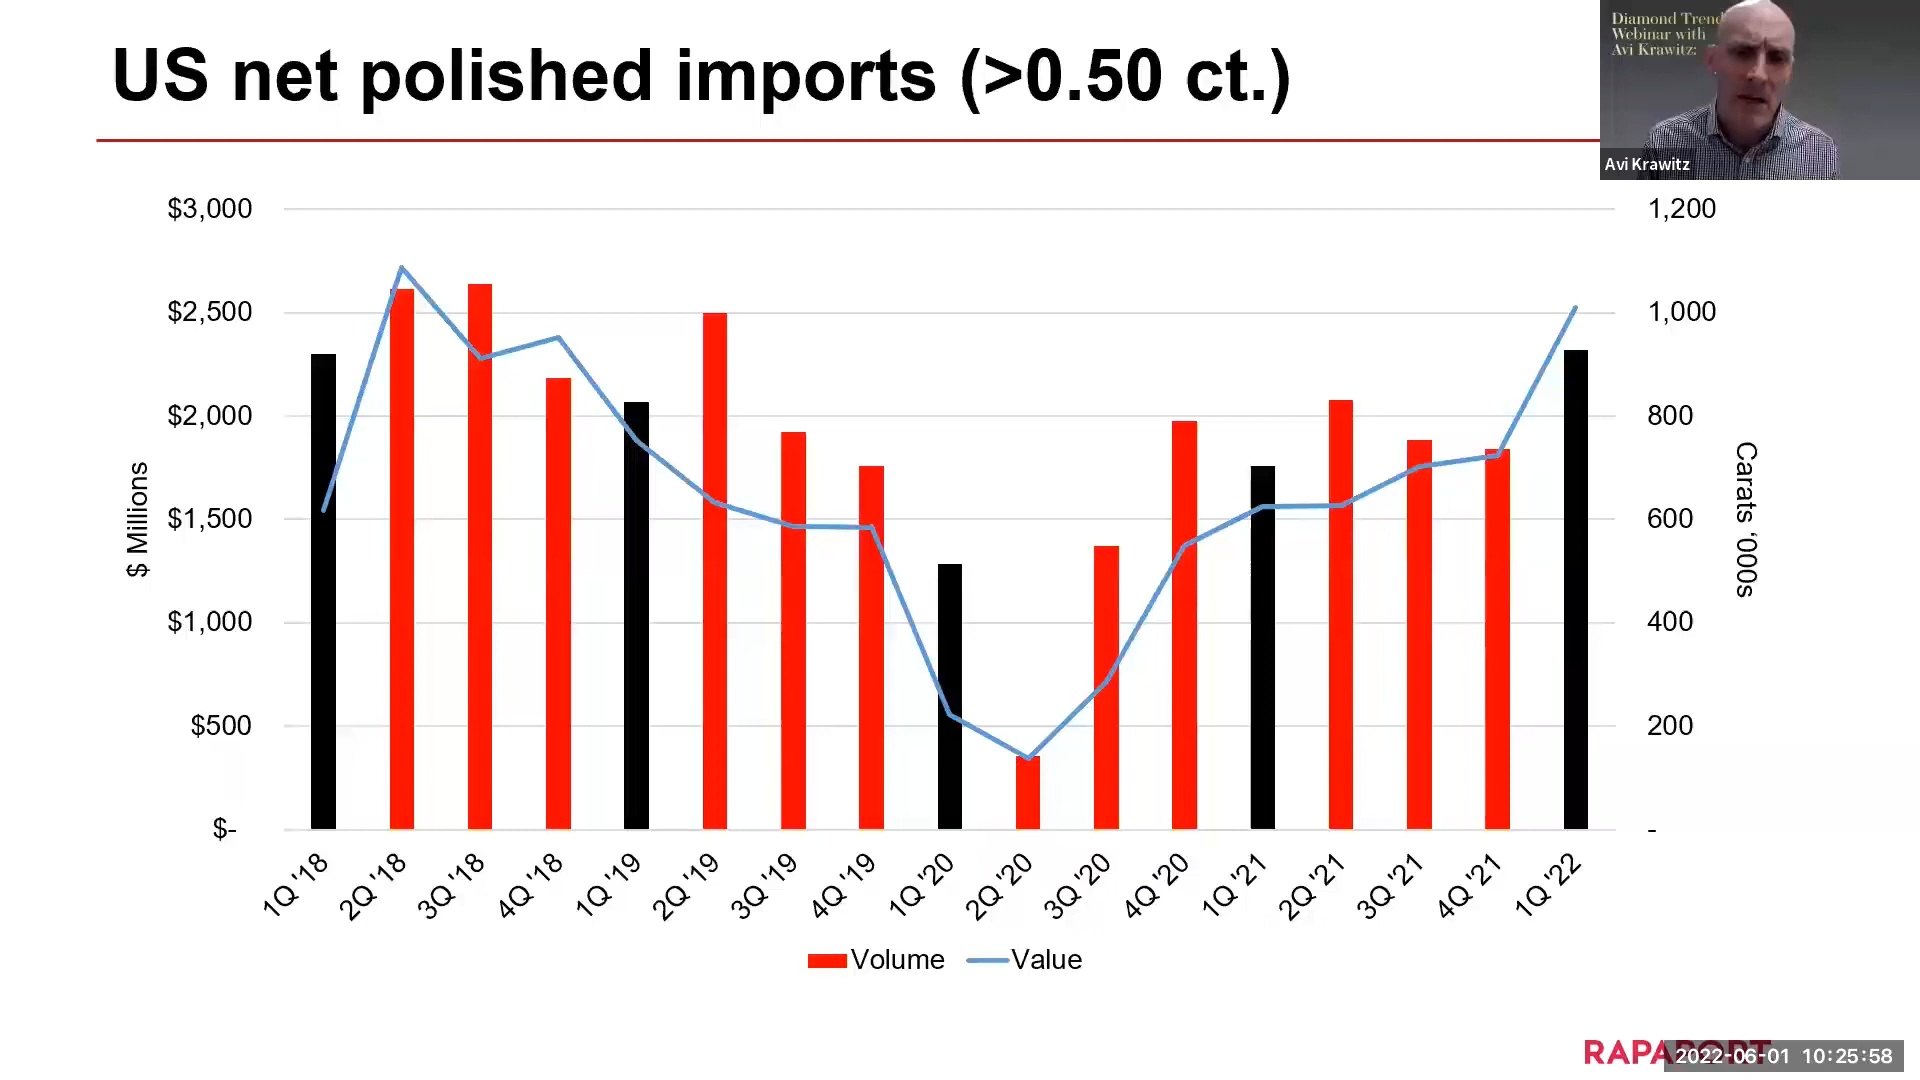 US net polished imports (>0.50 ct.)
Diamond Trend
Webinar with
Avi Krawitz:
Avi Krawitz
$3,000
$2,500
$2,000
$1,500
$1,000
$500
$-
$ Millions
1,200
1,000
800
600
400
200
-
Carats ‘000s
1Q '18
2Q '18
3Q '18
4Q '18
1Q '19
2Q '19
3Q '19
4Q '19
1Q '20
2Q '20
3Q '20
4Q '20
1Q '21
2Q '21
3Q '21
4Q '21
1Q '22
Volume
Value
RAPAPORT
2022-06-01 10:25:58